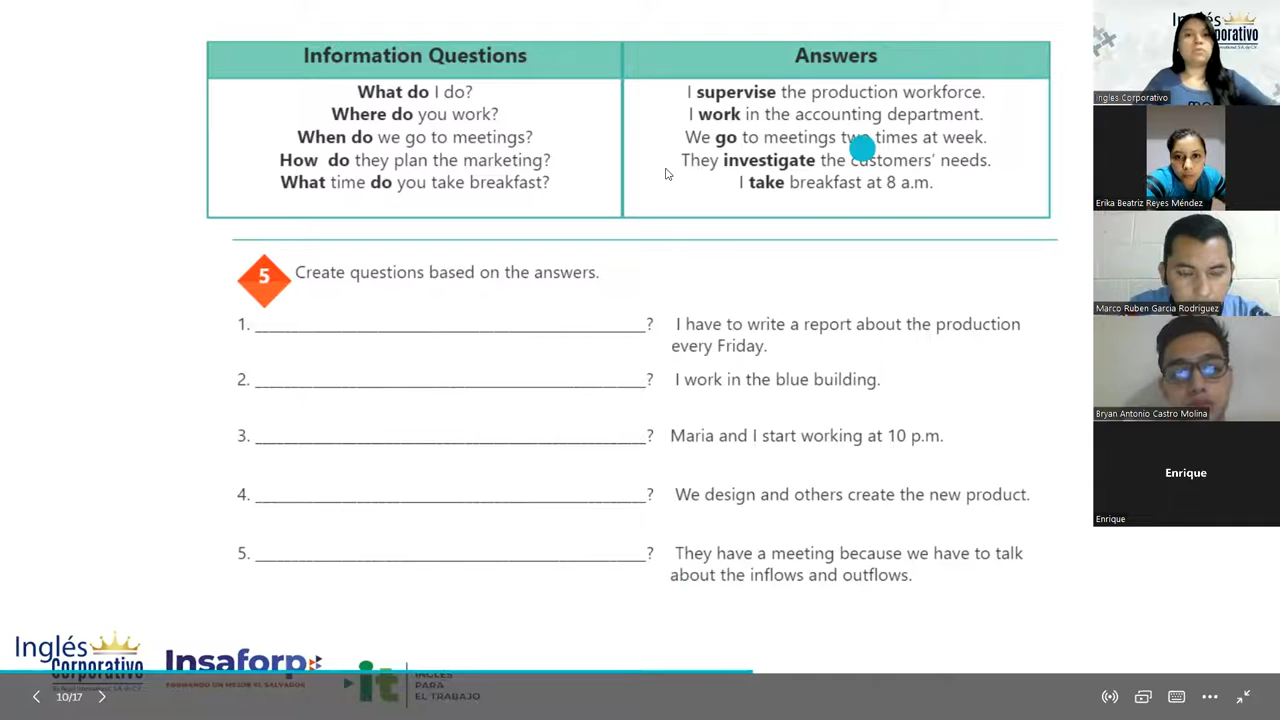 Information Questions
Answers
What do I do?
I supervise the production workforce.
Where do you work?
I work in the accounting department.
When do we go to meetings?
We go to meetings two times at week.
How do they plan the marketing?
They investigate the customers' needs.
What time do you take breakfast?
I take breakfast at 8 a.m.
5
Create questions based on the answers.
1. ______________________________________________? I have to write a report about the production
every Friday.
2. ______________________________________________? I work in the blue building.
3. ______________________________________________? Maria and I start working at 10 p.m.
4. ______________________________________________? We design and others create the new product.
5. ______________________________________________? They have a meeting because we have to talk
about the inflows and outflows.
Inglés
Corporativo
Insaforp
FORMANDO UN MEJOR EL SALVADOR
it
INGLÉS
PARA
EL TRABAJO
10/17
Inglés
Corporativo
Erika Beatriz Reyes Méndez
Marco Ruben Garcia Rodriguez
Bryan Antonio Castro Molina
Enrique
Enrique